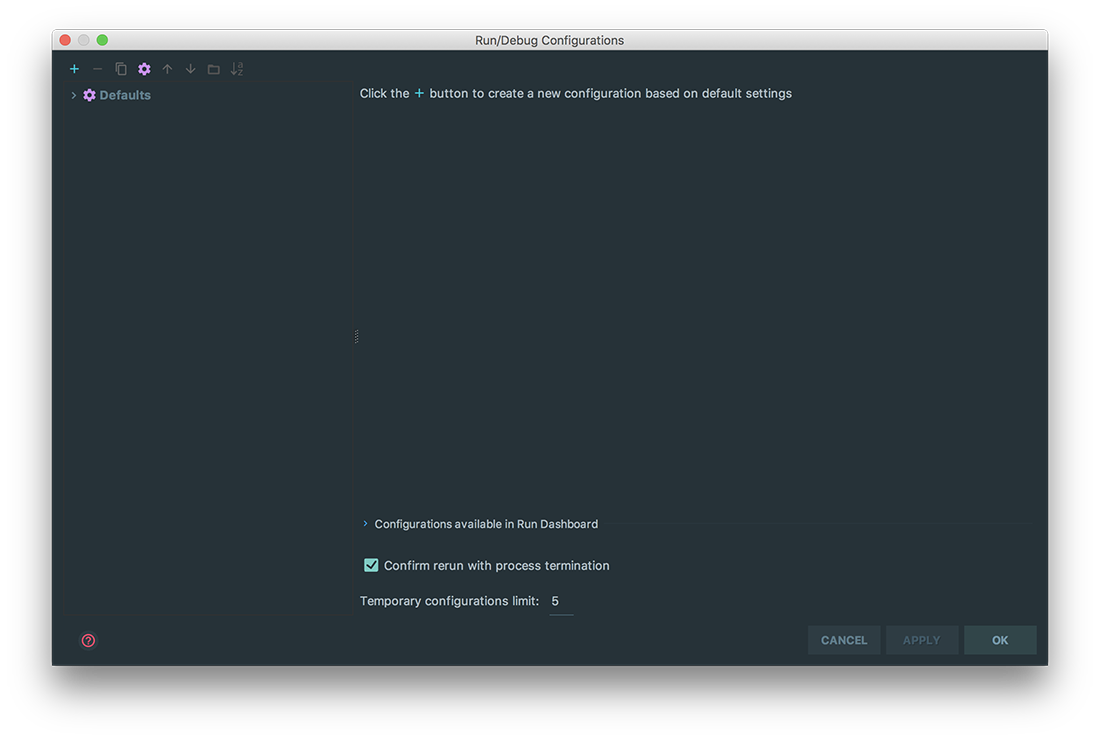 Run/Debug Configurations
Defaults
Click the + button to create a new configuration based on default settings
Configurations available in Run Dashboard
Confirm rerun with process termination
Temporary configurations limit: 5
CANCEL APPLY OK